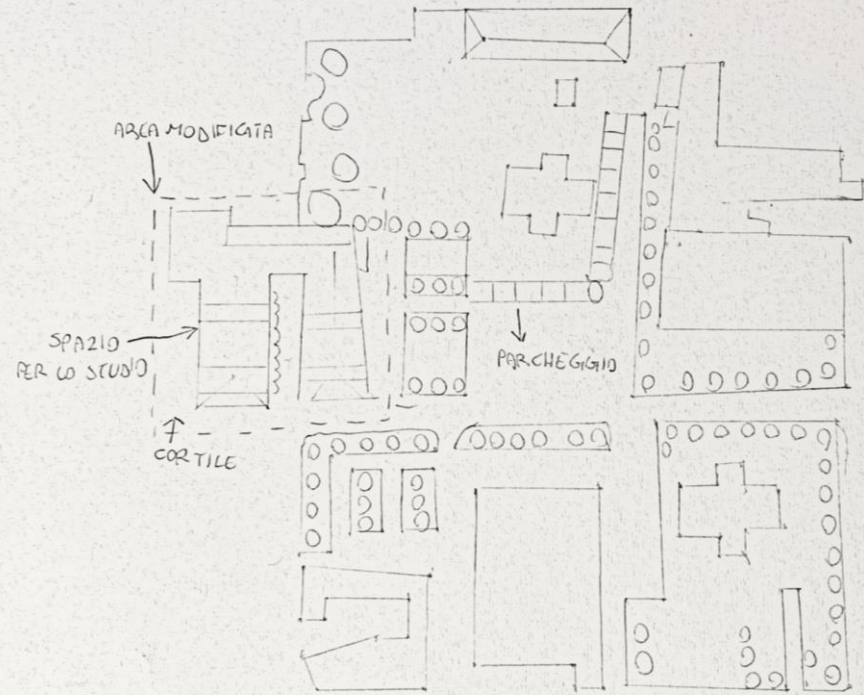 AREA MODIFICATA
SPAZIO
PER LO STUDIO
PARCHEGGIO
CORTILE